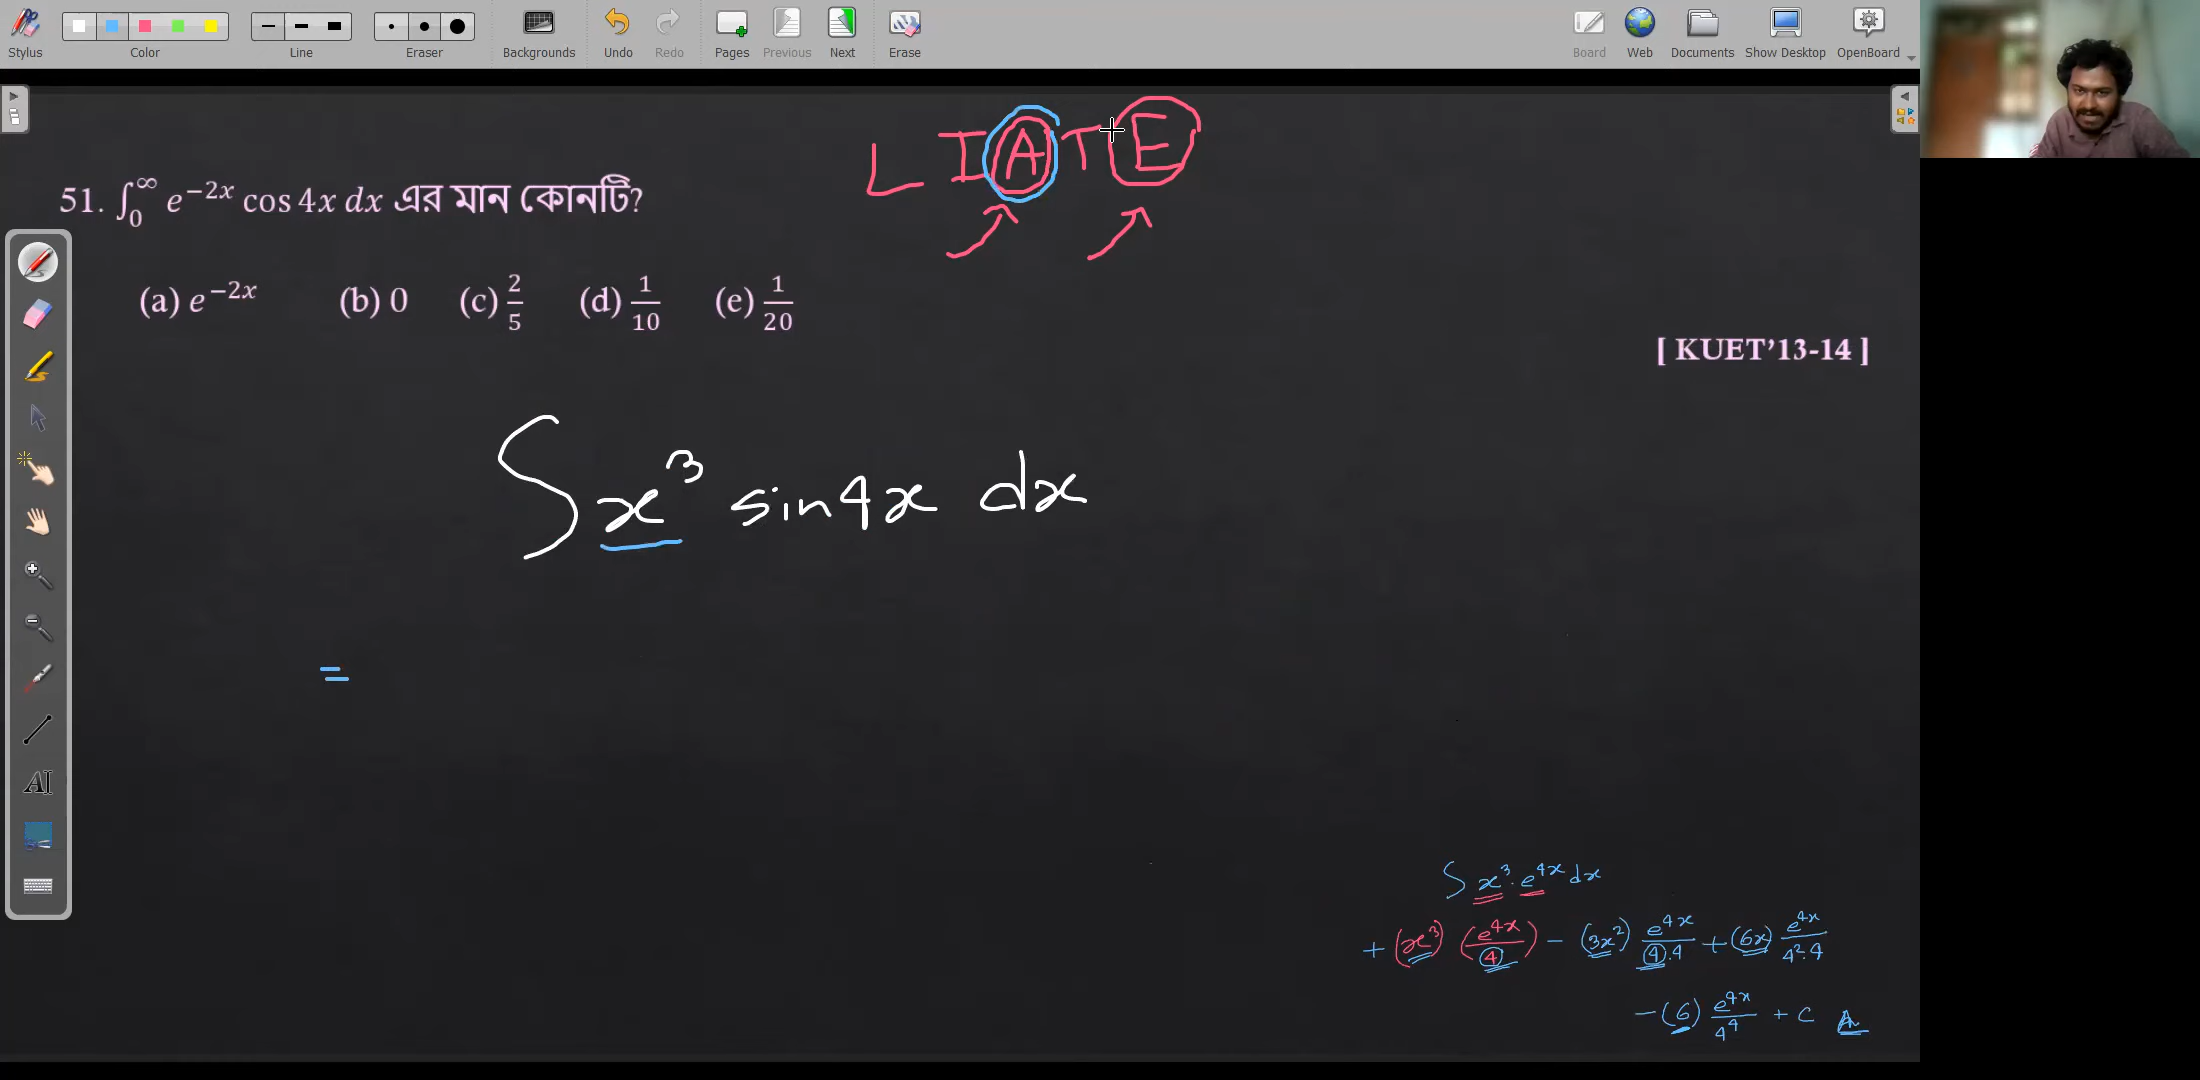 Stylus Color Line Eraser Backgrounds Undo Redo Pages Previous Next Erase Board Web Documents Show Desktop OpenBoard
L I A T E
51. ∫₀^∞ e^{−2x} cos 4x dx এর মান কোনটি?
(a) e^{−2x} (b) 0 (c) 2/5 (d) 1/10 (e) 1/20
[ KUET’13-14 ]
∫ x³ sin4x dx
=
∫ x³ · e^{4x} dx
+ (x³) (e^{4x}/4) − (3x²) e^{4x}/(4·4) + (6x) e^{4x}/(4²·4)
− (6) e^{4x}/4⁴ + c
AI